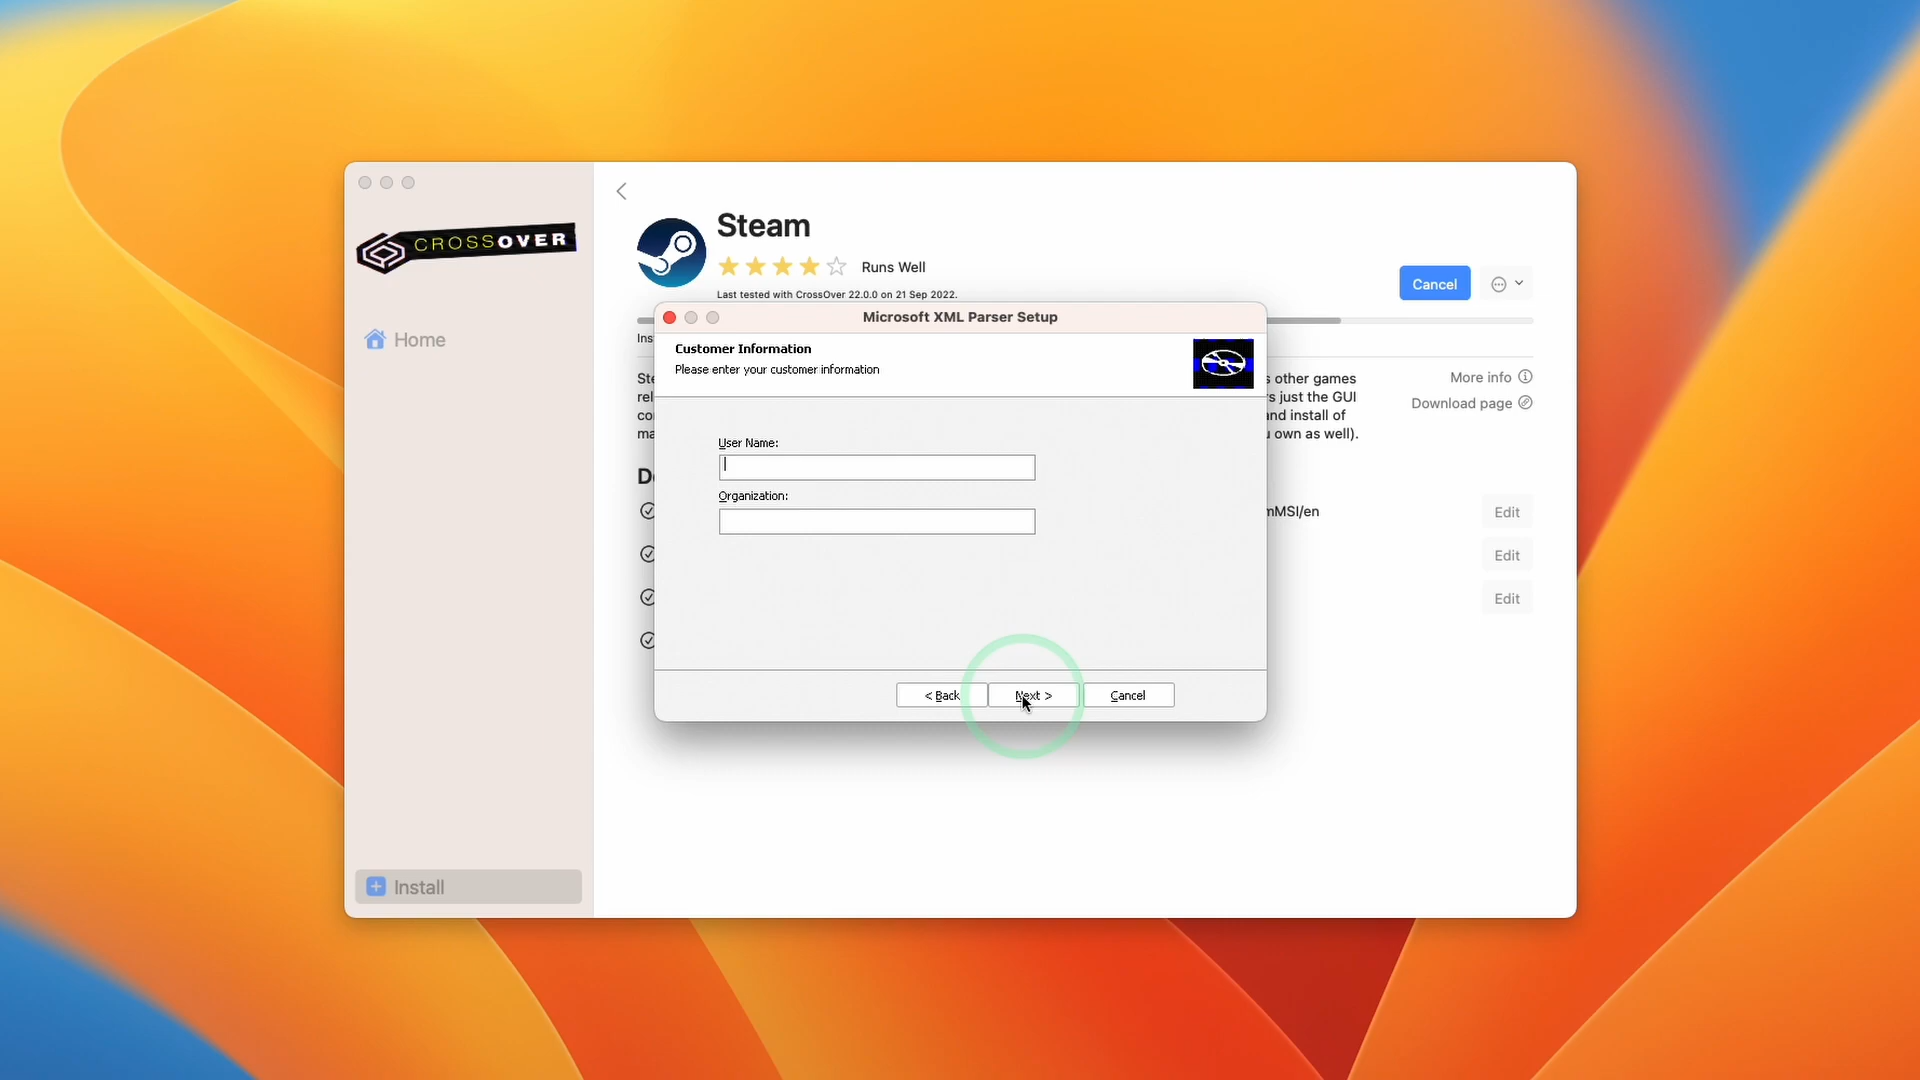 CROSSOVER
Home
Install
Steam
Runs Well
Last tested with CrossOver 22.0.0 on 21 Sep 2022.
Cancel
Microsoft XML Parser Setup
Customer Information
Please enter your customer information
User Name:
Organization:
< Back
Next >
Cancel
other games
just the GUI
and install of
own as well).
More info
Download page
nMSI/en
Edit
Edit
Edit